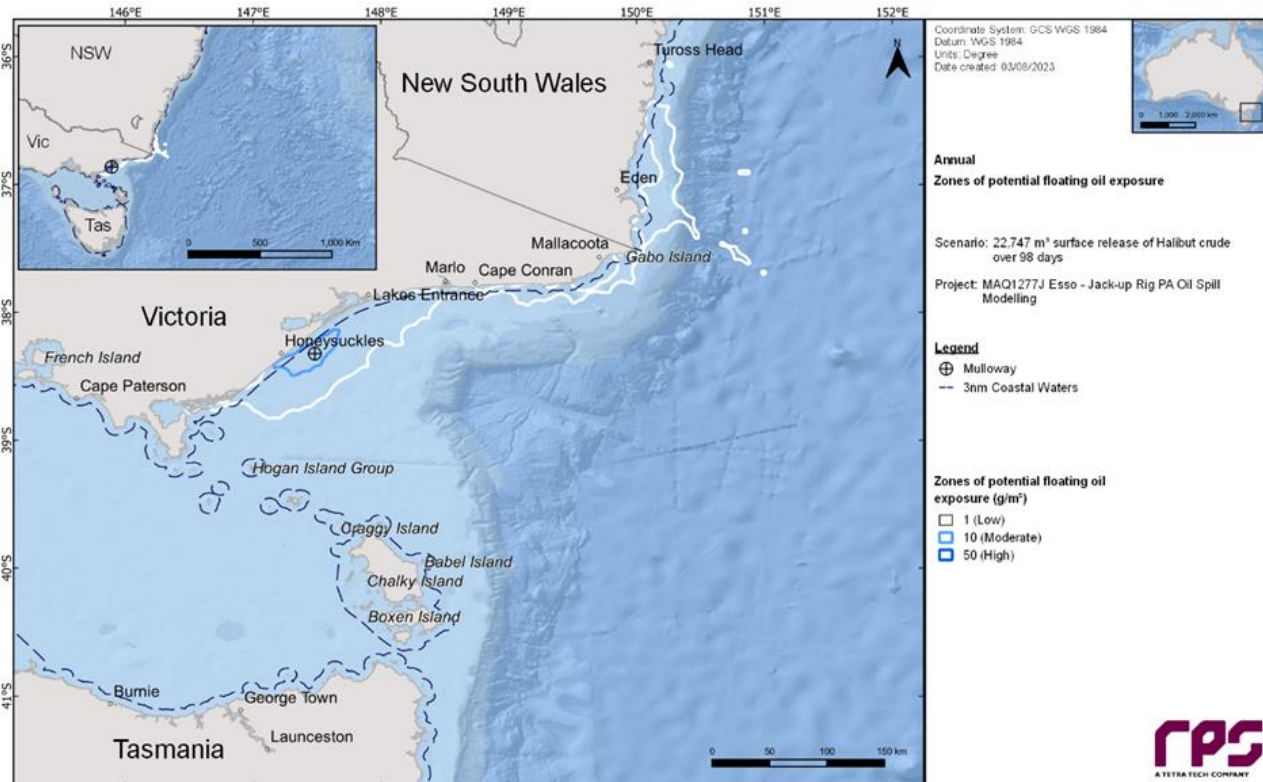 146°E 147°E 148°E 149°E 150°E 151°E 152°E
36°S
37°S
38°S
39°S
40°S
41°S
NSW
Vic
Tas
0 500 1,000 Km
New South Wales
Tuross Head
Eden
Mallacoota
Gabo Island
Marlo
Cape Conran
Lakes Entrance
Victoria
Honeysuckles
French Island
Cape Paterson
Hogan Island Group
Craggy Island
Babel Island
Chalky Island
Boxen Island
Burnie
George Town
Launceston
Tasmania
0 50 100 150 km
N
Coordinate System: GCS WGS 1984
Datum: WGS 1984
Units: Degree
Date created: 03/08/2023
0 1,000 2,000 km
Annual
Zones of potential floating oil exposure
Scenario: 22,747 m³ surface release of Halibut crude
over 98 days
Project: MAQ1277J Esso - Jack-up Rig PA Oil Spill
Modelling
Legend
Mulloway
3nm Coastal Waters
Zones of potential floating oil
exposure (g/m²)
1 (Low)
10 (Moderate)
50 (High)
rps
A TETRA TECH COMPANY